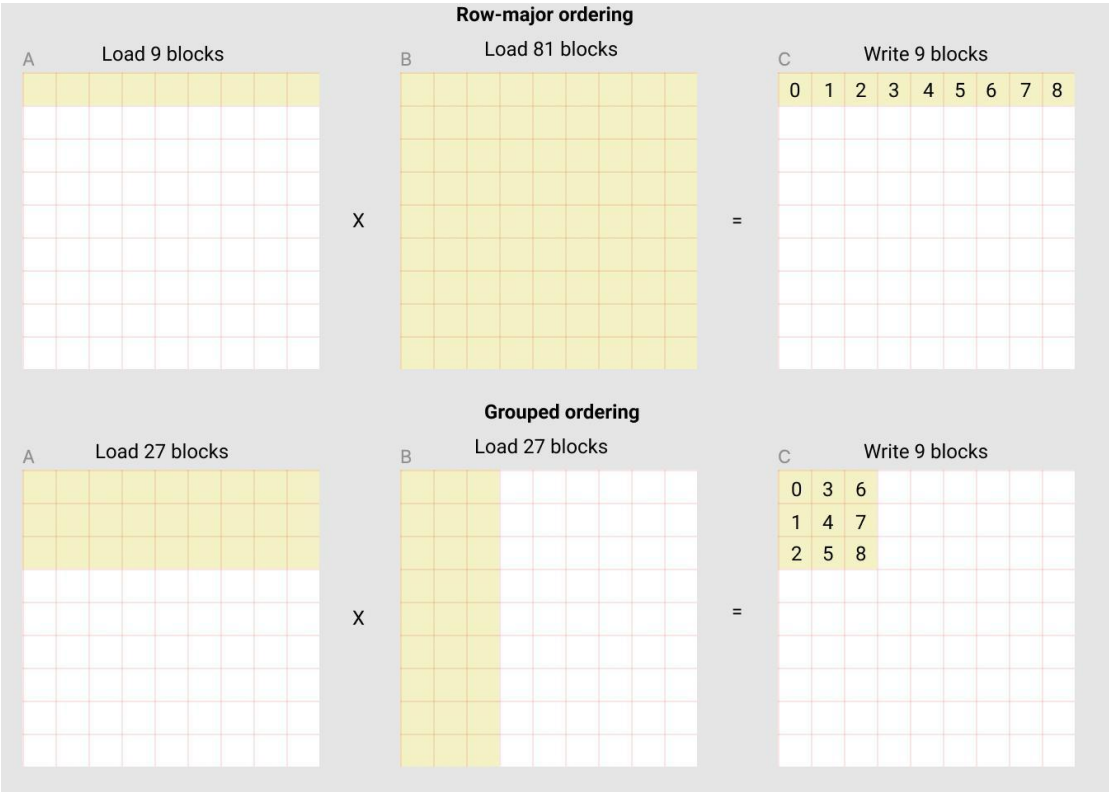 Row-major ordering
A Load 9 blocks
B Load 81 blocks
C Write 9 blocks
0 1 2 3 4 5 6 7 8
X
=
Grouped ordering
A Load 27 blocks
B Load 27 blocks
C Write 9 blocks
0 3 6
1 4 7
2 5 8
X
=